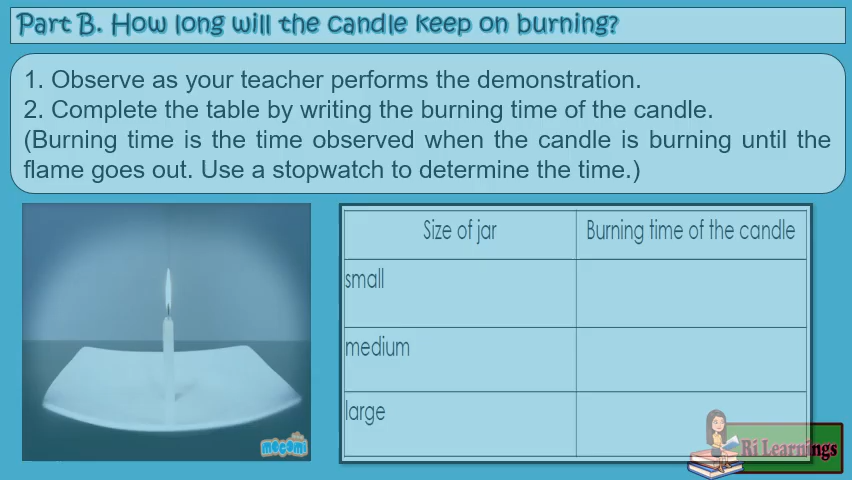 Part B. How long will the candle keep on burning?
1. Observe as your teacher performs the demonstration.
2. Complete the table by writing the burning time of the candle.
(Burning time is the time observed when the candle is burning until the
flame goes out. Use a stopwatch to determine the time.)
Size of jar Burning time of the candle
small
medium
large
mocomi
Ri Learnings